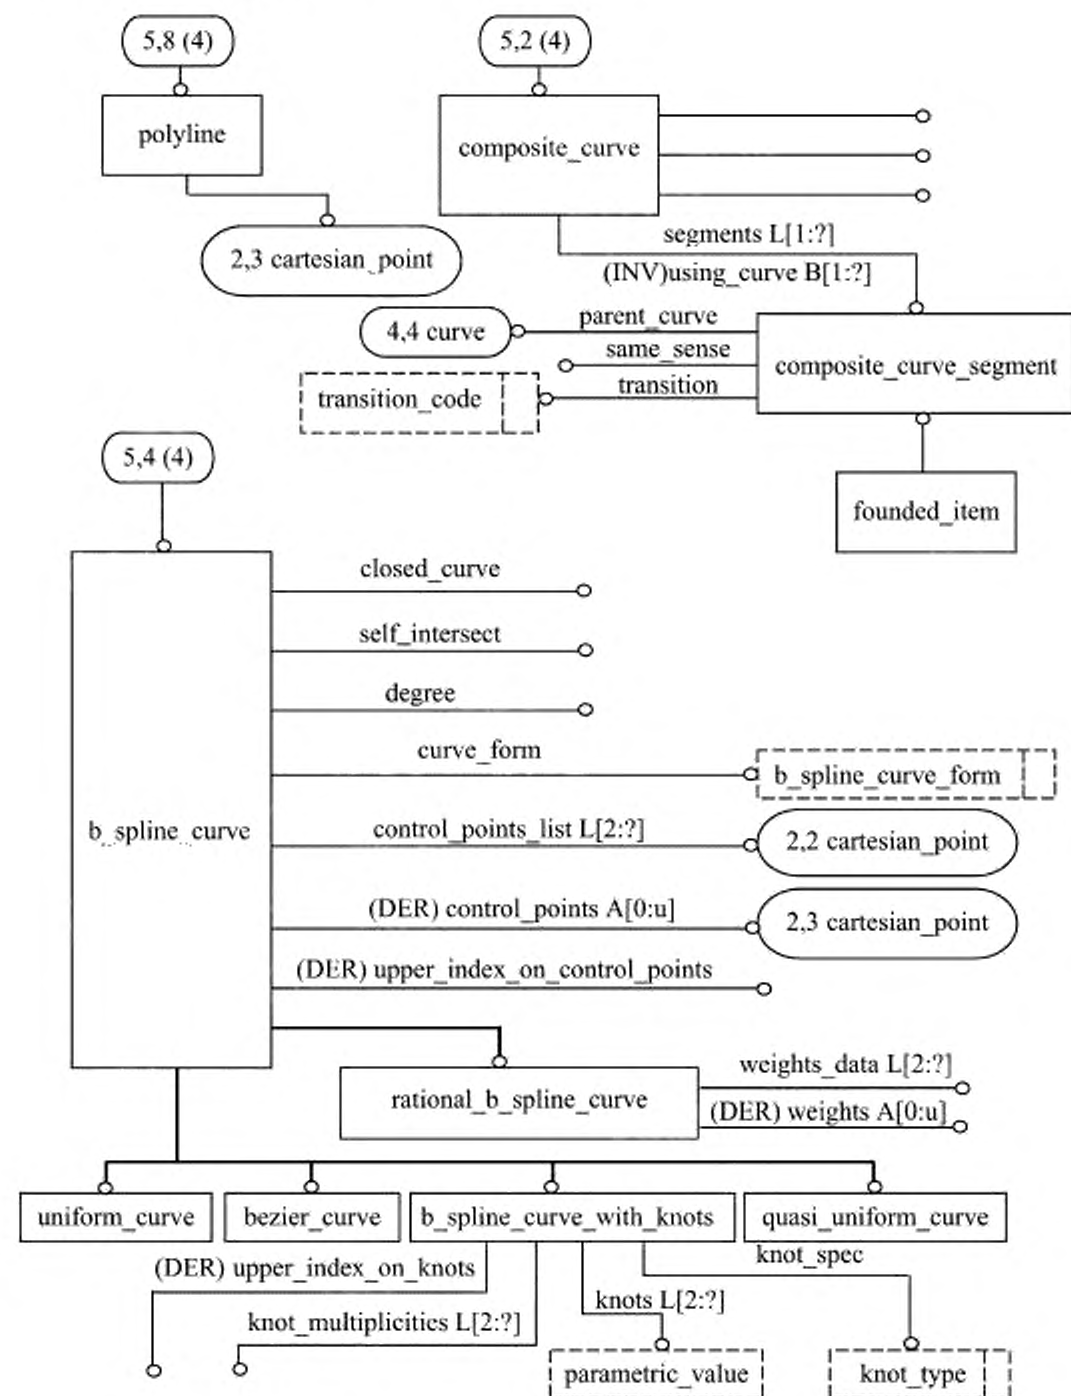 5,8 (4)
5,2 (4)
polyline
composite_curve
2,3 cartesian_point
segments L[1:?]
(INV)using_curve B[1:?]
4,4 curve
parent_curve
same_sense
transition
composite_curve_segment
transition_code
founded_item
5,4 (4)
b_spline_curve
closed_curve
self_intersect
degree
curve_form
b_spline_curve_form
control_points_list L[2:?]
2,2 cartesian_point
(DER) control_points A[0:u]
2,3 cartesian_point
(DER) upper_index_on_control_points
rational_b_spline_curve
weights_data L[2:?]
(DER) weights A[0:u]
uniform_curve
bezier_curve
b_spline_curve_with_knots
quasi_uniform_curve
(DER) upper_index_on_knots
knot_spec
knot_multiplicities L[2:?]
knots L[2:?]
parametric_value
knot_type